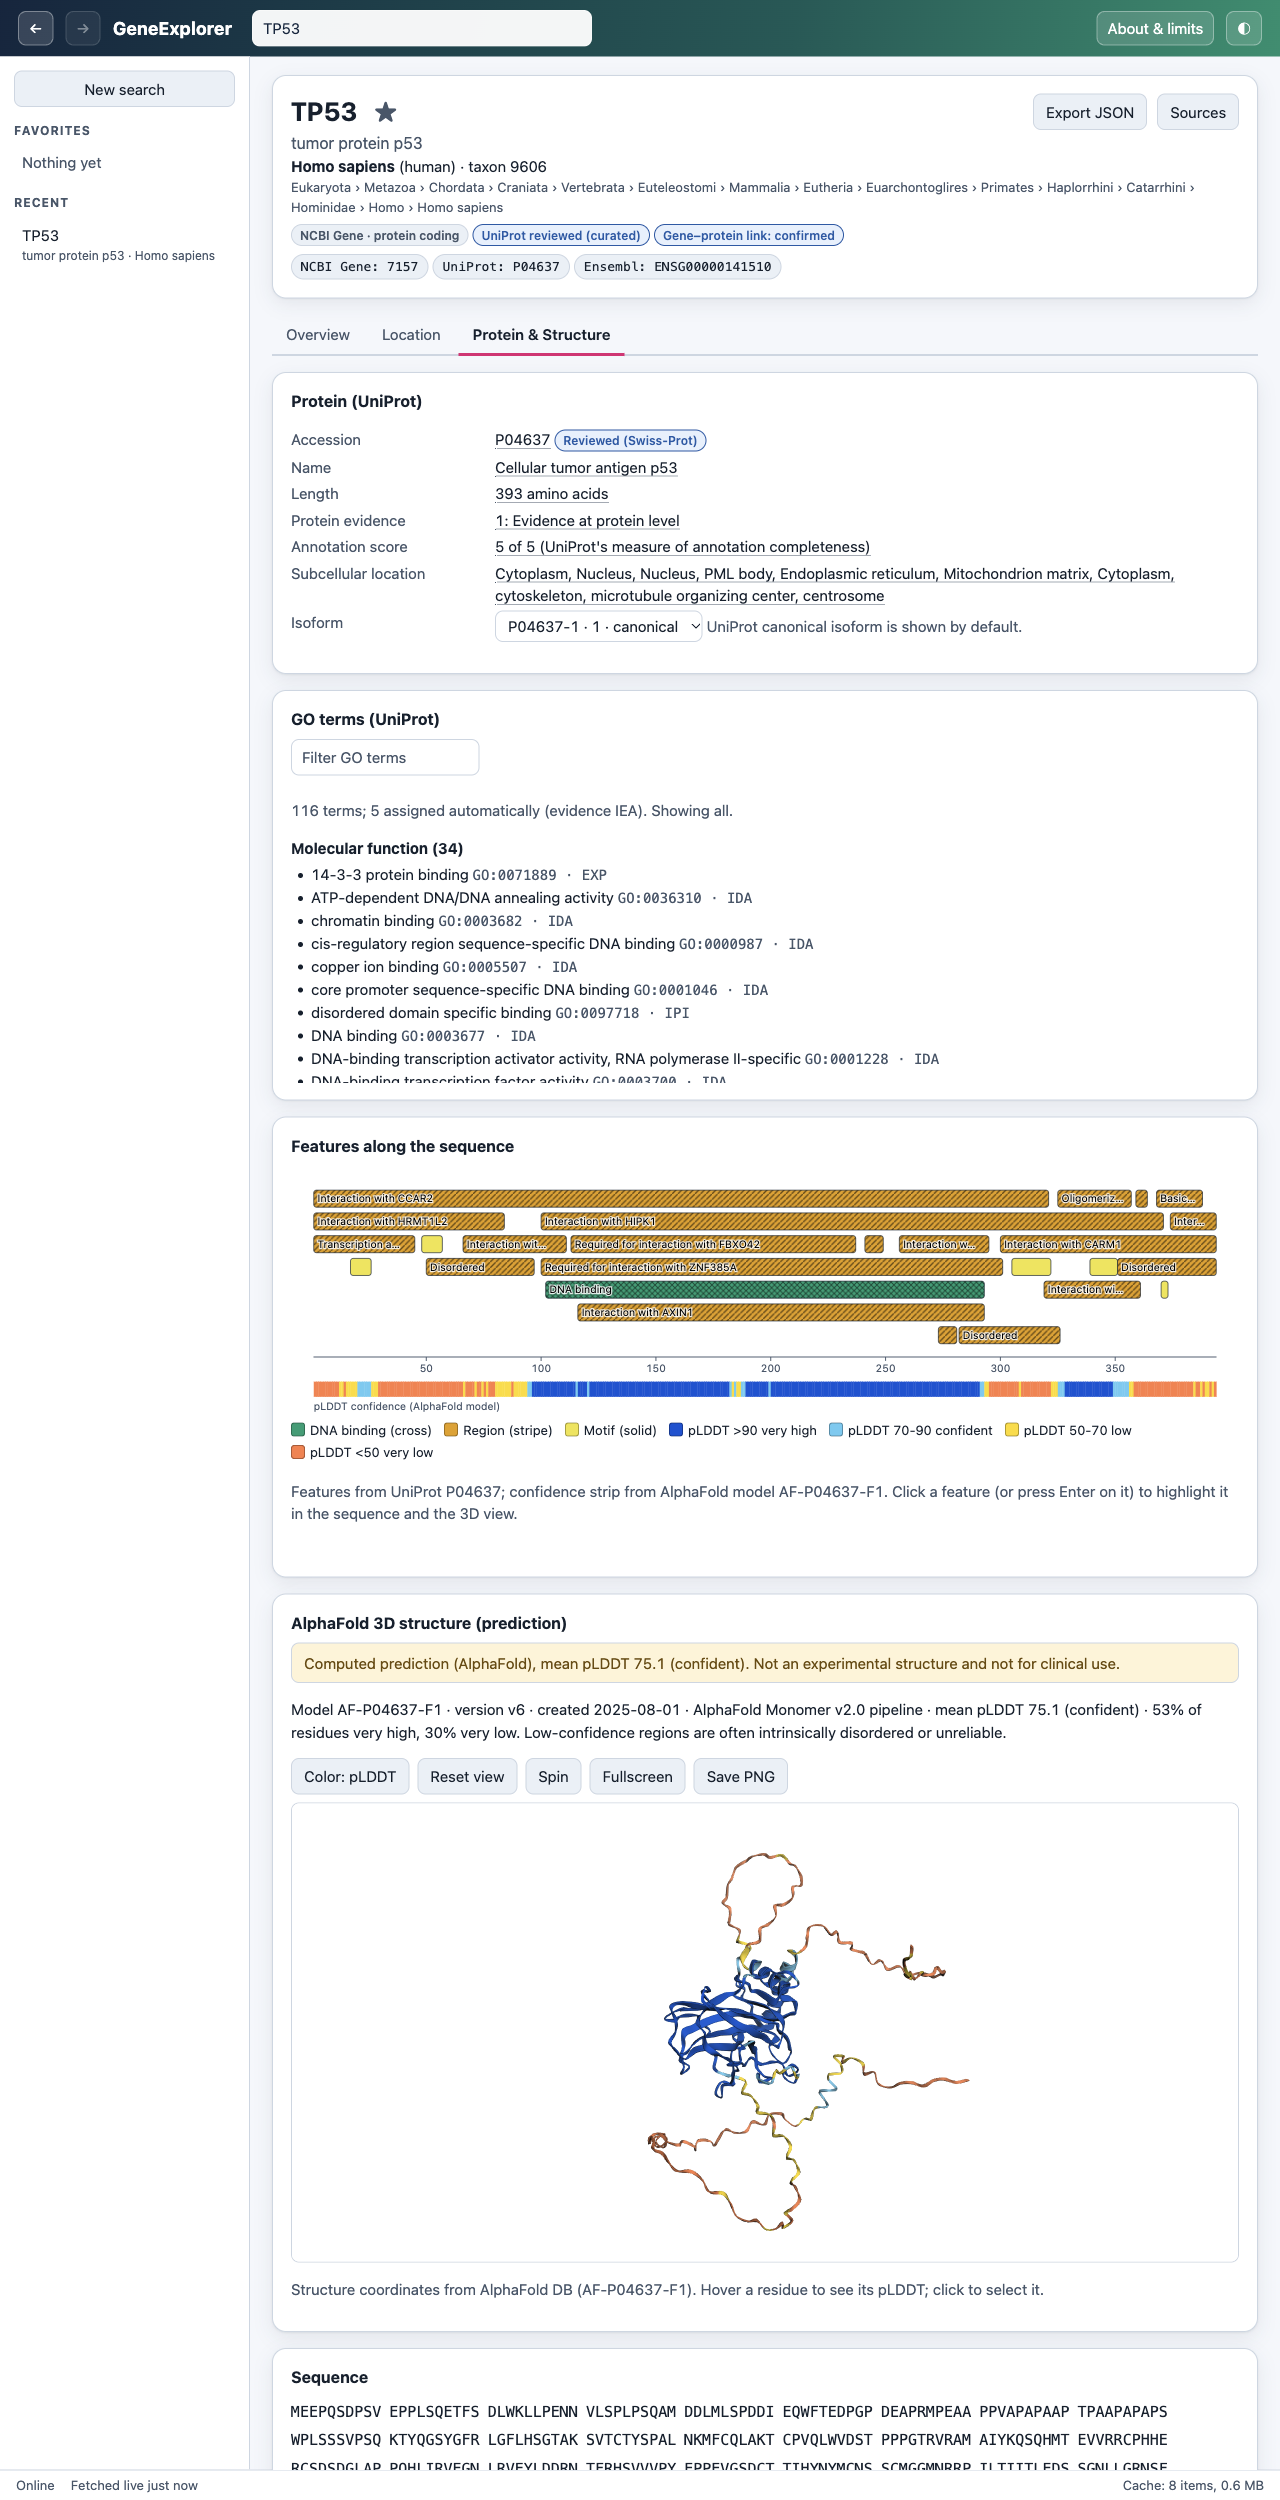 ← → GeneExplorer TP53 About & limits
New search
FAVORITES
Nothing yet
RECENT
TP53
tumor protein p53 · Homo sapiens
TP53 ★ Export JSON Sources
tumor protein p53
Homo sapiens (human) · taxon 9606
Eukaryota › Metazoa › Chordata › Craniata › Vertebrata › Euteleostomi › Mammalia › Eutheria › Euarchontoglires › Primates › Haplorrhini › Catarrhini ›
Hominidae › Homo › Homo sapiens
NCBI Gene · protein coding UniProt reviewed (curated) Gene–protein link: confirmed
NCBI Gene: 7157 UniProt: P04637 Ensembl: ENSG00000141510
Overview Location Protein & Structure
Protein (UniProt)
Accession P04637 Reviewed (Swiss-Prot)
Name Cellular tumor antigen p53
Length 393 amino acids
Protein evidence 1: Evidence at protein level
Annotation score 5 of 5 (UniProt's measure of annotation completeness)
Subcellular location Cytoplasm, Nucleus, Nucleus, PML body, Endoplasmic reticulum, Mitochondrion matrix, Cytoplasm,
cytoskeleton, microtubule organizing center, centrosome
Isoform P04637-1 · 1 · canonical UniProt canonical isoform is shown by default.
GO terms (UniProt)
Filter GO terms
116 terms; 5 assigned automatically (evidence IEA). Showing all.
Molecular function (34)
• 14-3-3 protein binding GO:0071889 · EXP
• ATP-dependent DNA/DNA annealing activity GO:0036310 · IDA
• chromatin binding GO:0003682 · IDA
• cis-regulatory region sequence-specific DNA binding GO:0000987 · IDA
• copper ion binding GO:0005507 · IDA
• core promoter sequence-specific DNA binding GO:0001046 · IDA
• disordered domain specific binding GO:0097718 · IPI
• DNA binding GO:0003677 · IDA
• DNA-binding transcription activator activity, RNA polymerase II-specific GO:0001228 · IDA
• DNA-binding transcription factor activity GO:0003700 · IDA
Features along the sequence
Interaction with CCAR2 Oligomeriz... Basic...
Interaction with HRMT1L2 Interaction with HIPK1 Inter...
Transcription a... Interaction wit... Required for interaction with FBXO42 Interaction w... Interaction with CARM1
Disordered Required for interaction with ZNF385A Disordered
DNA binding Interaction wi...
Interaction with AXIN1
Disordered
50 100 150 200 250 300 350
pLDDT confidence (AlphaFold model)
DNA binding (cross) Region (stripe) Motif (solid) pLDDT >90 very high pLDDT 70-90 confident pLDDT 50-70 low
pLDDT <50 very low
Features from UniProt P04637; confidence strip from AlphaFold model AF-P04637-F1. Click a feature (or press Enter on it) to highlight it
in the sequence and the 3D view.
AlphaFold 3D structure (prediction)
Computed prediction (AlphaFold), mean pLDDT 75.1 (confident). Not an experimental structure and not for clinical use.
Model AF-P04637-F1 · version v6 · created 2025-08-01 · AlphaFold Monomer v2.0 pipeline · mean pLDDT 75.1 (confident) · 53% of
residues very high, 30% very low. Low-confidence regions are often intrinsically disordered or unreliable.
Color: pLDDT Reset view Spin Fullscreen Save PNG
Structure coordinates from AlphaFold DB (AF-P04637-F1). Hover a residue to see its pLDDT; click to select it.
Sequence
MEEPQSDPSV EPPLSQETFS DLWKLLPENN VLSPLPSQAM DDLMLSPDDI EQWFTEDPGP DEAPRMPEAA PPVAPAPAAP TPAAPAPAPS
WPLSSSVPSQ KTYQGSYGFR LGFLHSGTAK SVTCTYSPAL NKMFCQLAKT CPVQLWVDST PPPGTRVRAM AIYKQSQHMT EVVRRCPHHE
RCSDSDGLAP PQHLIRVEGN LRVEYLDDRN TFRHSVVVPY EPPEVGSDCT TIHYNYMCNS SCMGGMNRRP ILTIITLEDS SGNLLGRNSF
Online Fetched live just now Cache: 8 items, 0.6 MB